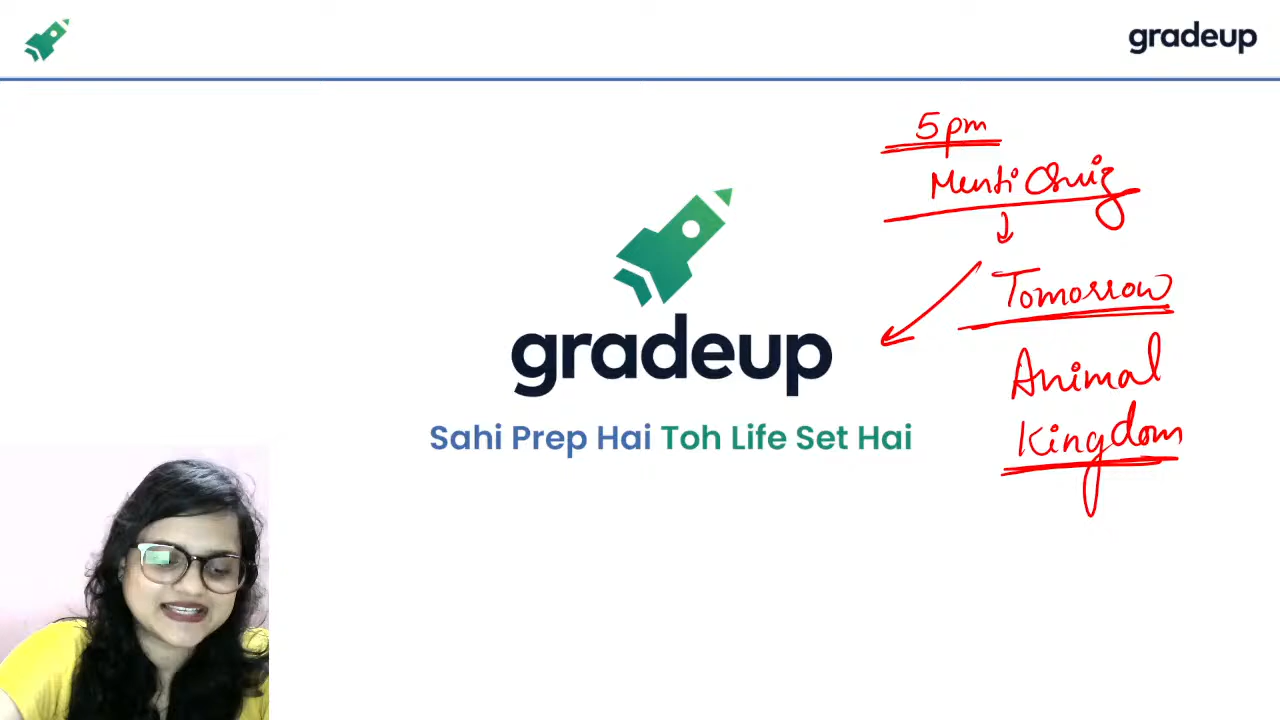 gradeup
5pm
Menti Quiz
Tomorrow
Animal
Kingdom
gradeup
Sahi Prep Hai Toh Life Set Hai